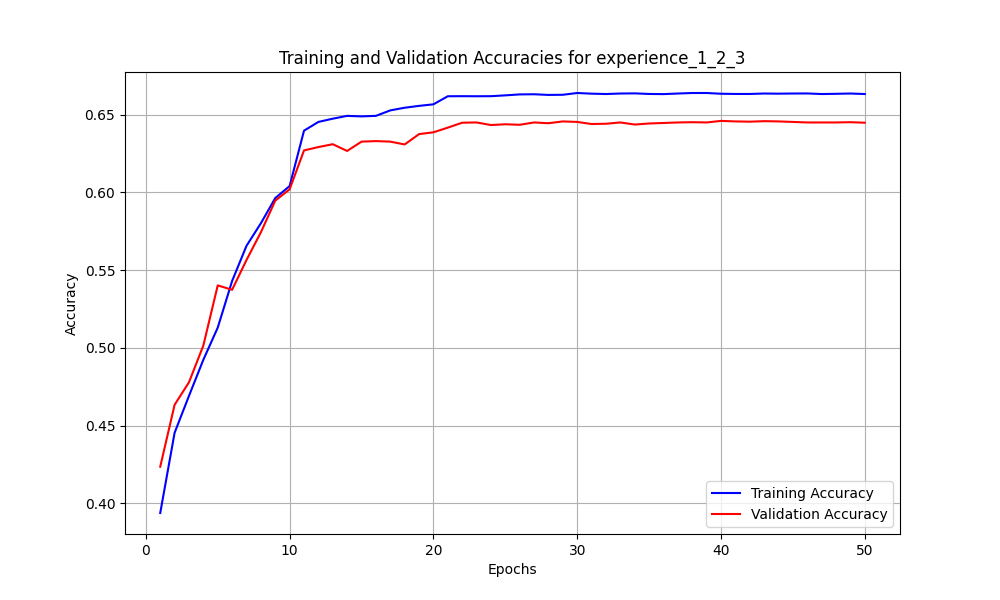 Training and Validation Accuracies for experience_1_2_3
Accuracy
0.65
0.60
0.55
0.50
0.45
0.40
0
10
20
30
40
50
Epochs
Training Accuracy
Validation Accuracy